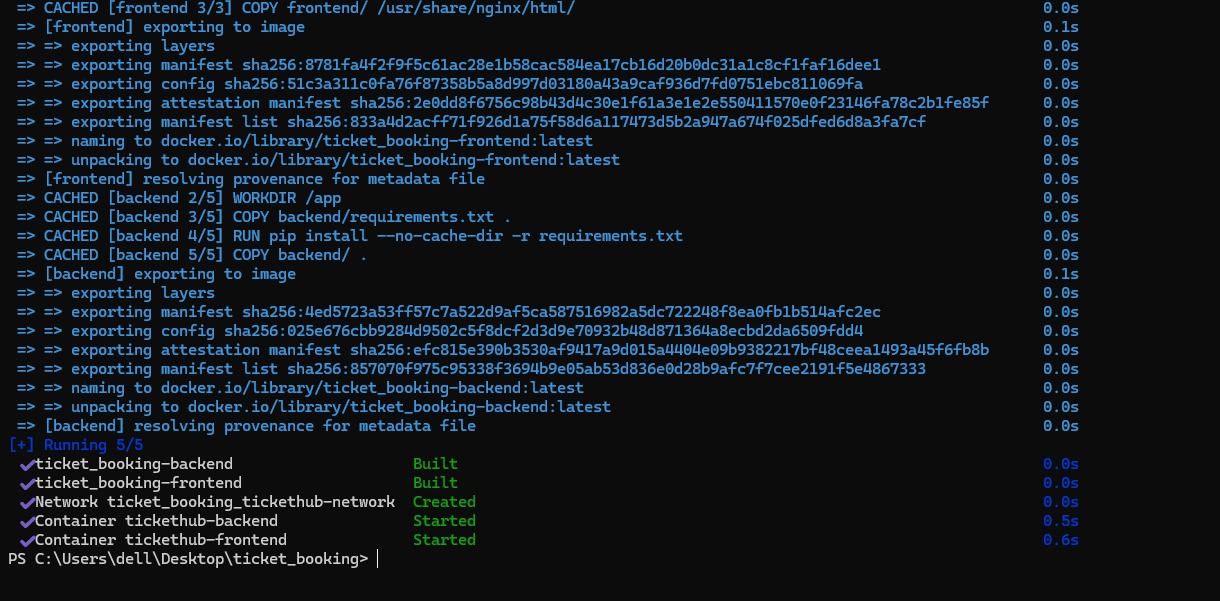 => CACHED [frontend 3/3] COPY frontend/ /usr/share/nginx/html/ 0.0s
=> [frontend] exporting to image 0.1s
=> => exporting layers 0.0s
=> => exporting manifest sha256:8781fa4f2f9f5c61ac28e1b58cac584ea17cb16d20b0dc31a1c8cf1faf16dee1 0.0s
=> => exporting config sha256:51c3a311c0fa76f87358b5a8d997d03180a43a9caf936d7fd0751ebc811069fa 0.0s
=> => exporting attestation manifest sha256:2e0dd8f6756c98b43d4c30e1f61a3e1e2e550411570e0f23146fa78c2b1fe85f 0.0s
=> => exporting manifest list sha256:833a4d2acff71f926d1a75f58d6a117473d5b2a947a674f025dfed6d8a3fa7cf 0.0s
=> => naming to docker.io/library/ticket_booking-frontend:latest 0.0s
=> => unpacking to docker.io/library/ticket_booking-frontend:latest 0.0s
=> [frontend] resolving provenance for metadata file 0.0s
=> CACHED [backend 2/5] WORKDIR /app 0.0s
=> CACHED [backend 3/5] COPY backend/requirements.txt . 0.0s
=> CACHED [backend 4/5] RUN pip install --no-cache-dir -r requirements.txt 0.0s
=> CACHED [backend 5/5] COPY backend/ . 0.0s
=> [backend] exporting to image 0.1s
=> => exporting layers 0.0s
=> => exporting manifest sha256:4ed5723a53ff57c7a522d9af5ca587516982a5dc722248f8ea0fb1b514afc2ec 0.0s
=> => exporting config sha256:025e676cbb9284d9502c5f8dcf2d3d9e70932b48d871364a8ecbd2da6509fdd4 0.0s
=> => exporting attestation manifest sha256:efc815e390b3530af9417a9d015a4404e09b9382217bf48ceea1493a45f6fb8b 0.0s
=> => exporting manifest list sha256:857070f975c95338f3694b9e05ab53d836e0d28b9afc7f7cee2191f5e4867333 0.0s
=> => naming to docker.io/library/ticket_booking-backend:latest 0.0s
=> => unpacking to docker.io/library/ticket_booking-backend:latest 0.0s
=> [backend] resolving provenance for metadata file 0.0s
[+] Running 5/5
✔ticket_booking-backend Built 0.0s
✔ticket_booking-frontend Built 0.0s
✔Network ticket_booking_tickethub-network Created 0.0s
✔Container tickethub-backend Started 0.5s
✔Container tickethub-frontend Started 0.6s
PS C:\Users\dell\Desktop\ticket_booking>